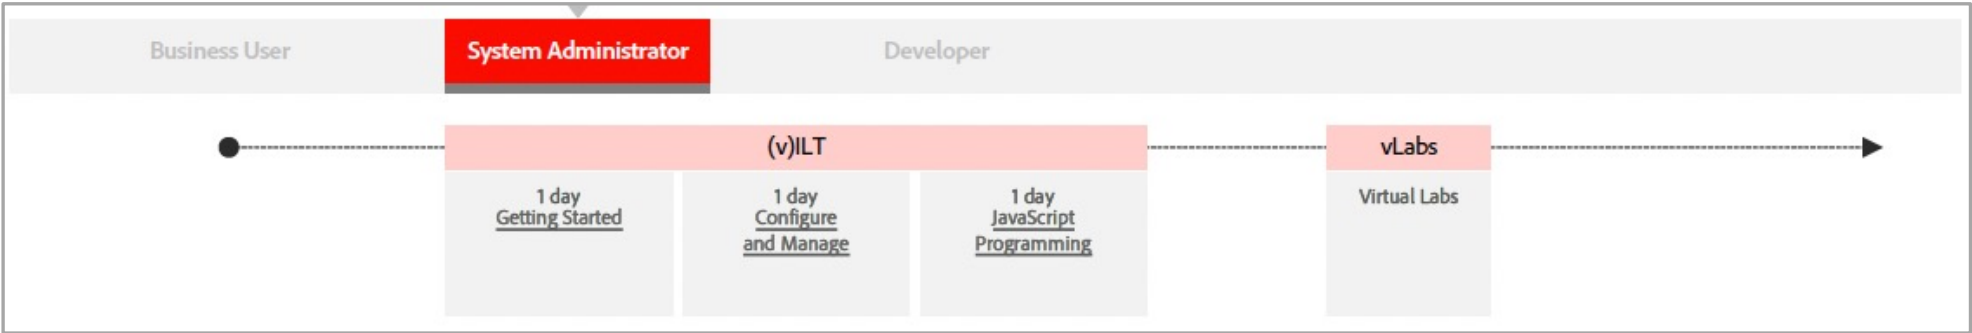 Business User
System Administrator
Developer
(v)ILT
vLabs
1 day
Getting Started
1 day
Configure
and Manage
1 day
JavaScript
Programming
Virtual Labs